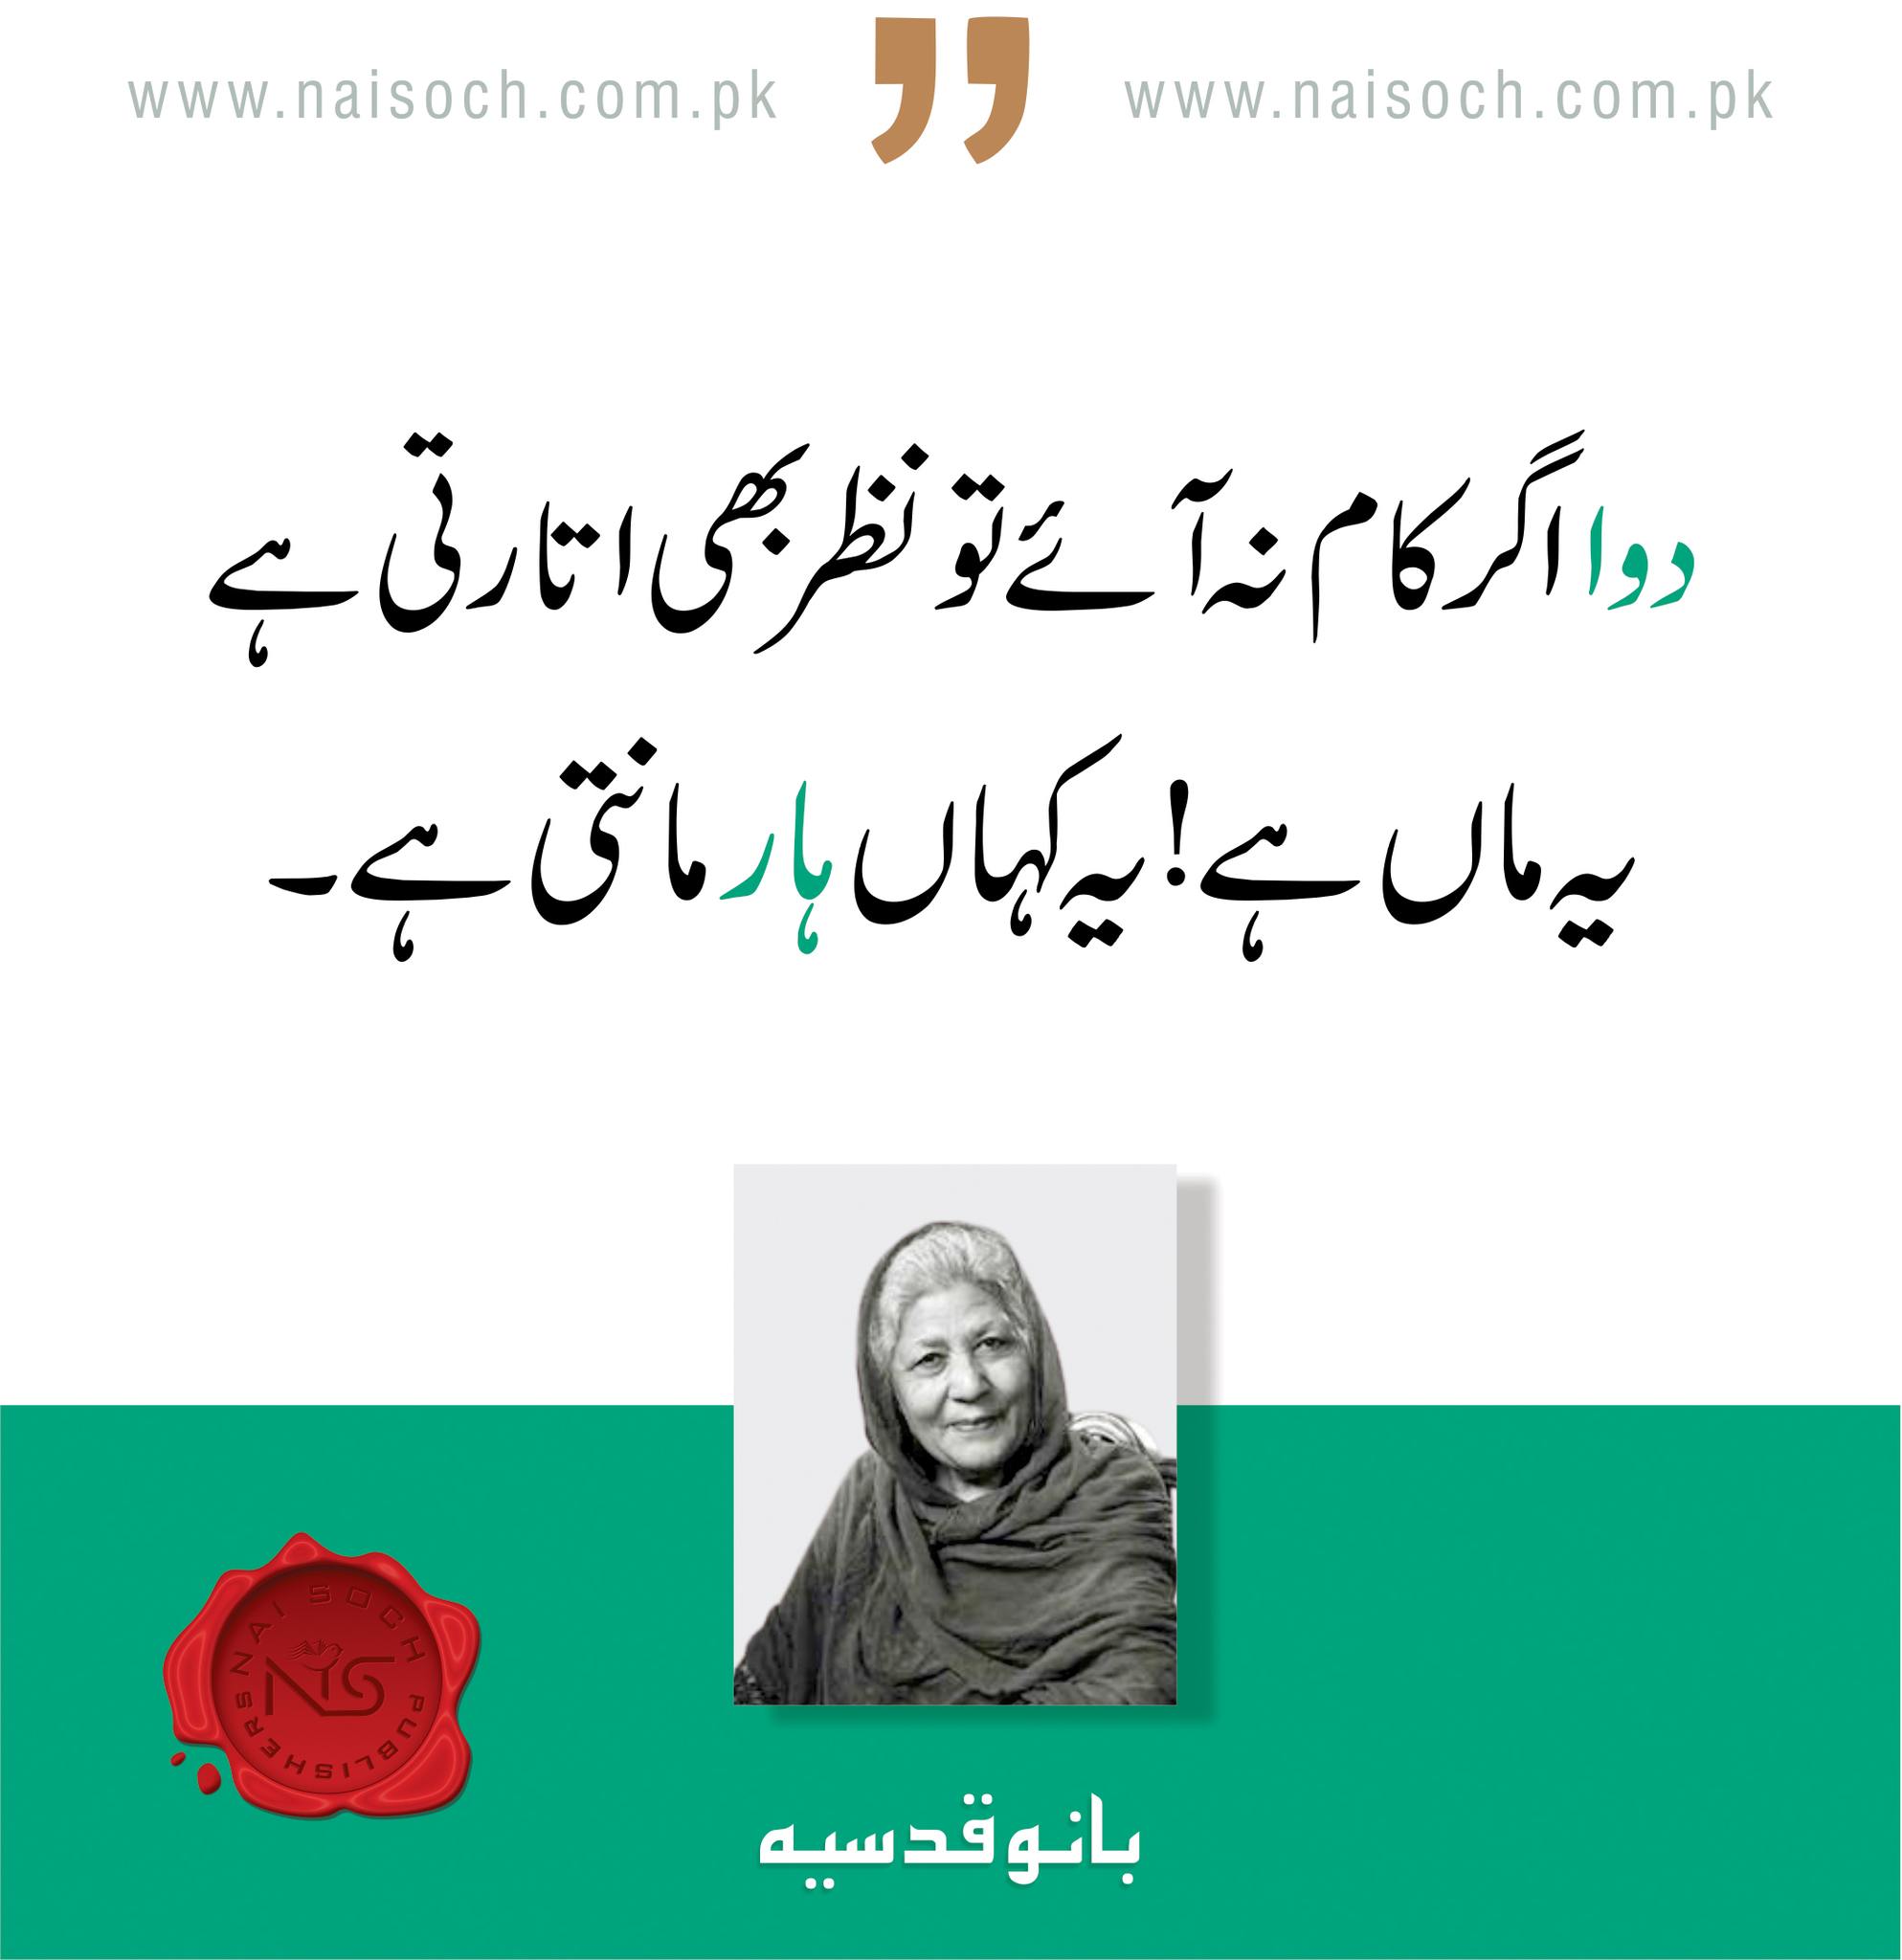 www.naisoch.com.pk ” www.naisoch.com.pk
دوا اگر کام نہ آئے تو نظر بھی اتارتی ہے
یہ ماں ہے! یہ کہاں ہار مانتی ہے۔
NAI SOCH PUBLISHERS
NS
بانو قدسیہ